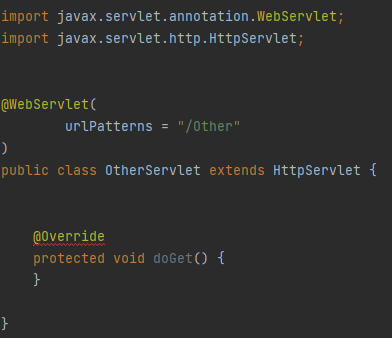 import javax.servlet.annotation.WebServlet;
import javax.servlet.http.HttpServlet;
@WebServlet(
urlPatterns = "/Other"
)
public class OtherServlet extends HttpServlet {
@Override
protected void doGet() {
}
}